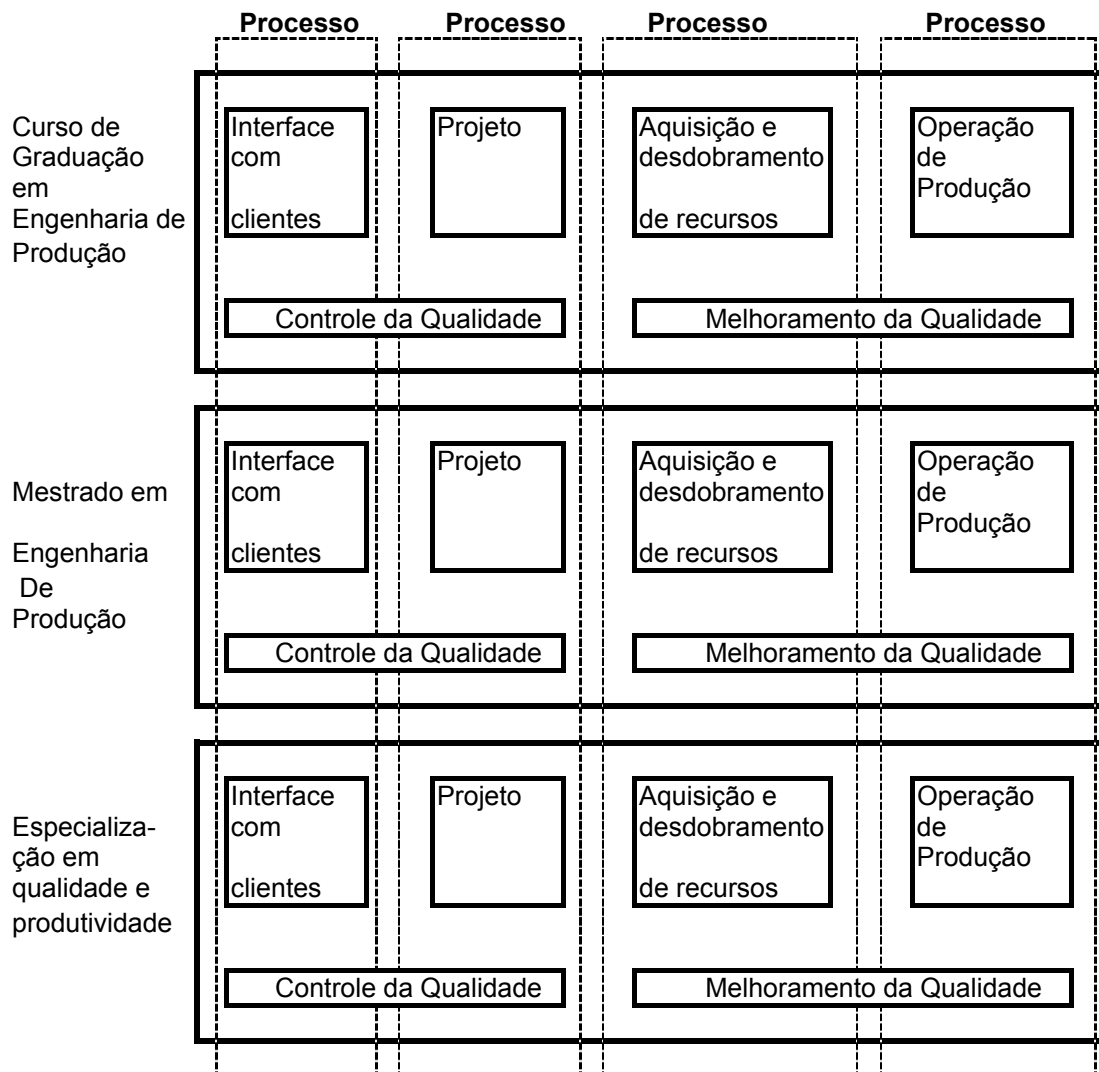 Processo Processo Processo Processo
Curso de
Graduação
em
Engenharia de
Produção
Interface
com
clientes
Projeto
Aquisição e
desdobramento
de recursos
Operação
de
Produção
Controle da Qualidade
Melhoramento da Qualidade
Mestrado em
Engenharia
De
Produção
Interface
com
clientes
Projeto
Aquisição e
desdobramento
de recursos
Operação
de
Produção
Controle da Qualidade
Melhoramento da Qualidade
Especializa-
ção em
qualidade e
produtividade
Interface
com
clientes
Projeto
Aquisição e
desdobramento
de recursos
Operação
de
Produção
Controle da Qualidade
Melhoramento da Qualidade